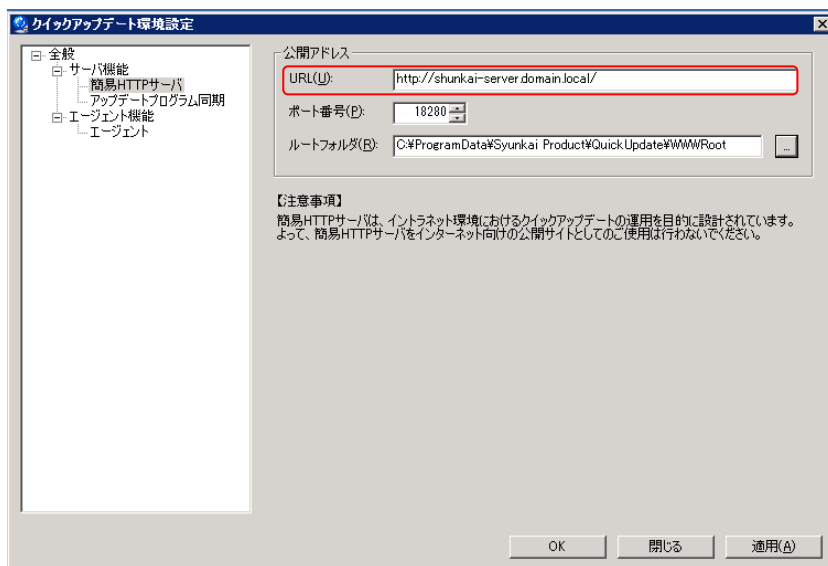 クイックアップデート環境設定
全般
サーバ機能
簡易HTTPサーバ
アップデートプログラム同期
エージェント機能
エージェント
公開アドレス
URL(U): http://shunkai-server.domain.local/
ポート番号(P): 18280
ルートフォルダ(R): C:¥ProgramData¥Syunkai Product¥QuickUpdate¥WWWRoot ...
【注意事項】
簡易HTTPサーバは、イントラネット環境におけるクイックアップデートの運用を目的に設計されています。
よって、簡易HTTPサーバをインターネット向けの公開サイトとしてのご使用は行わないでください。
OK 閉じる 適用(A)